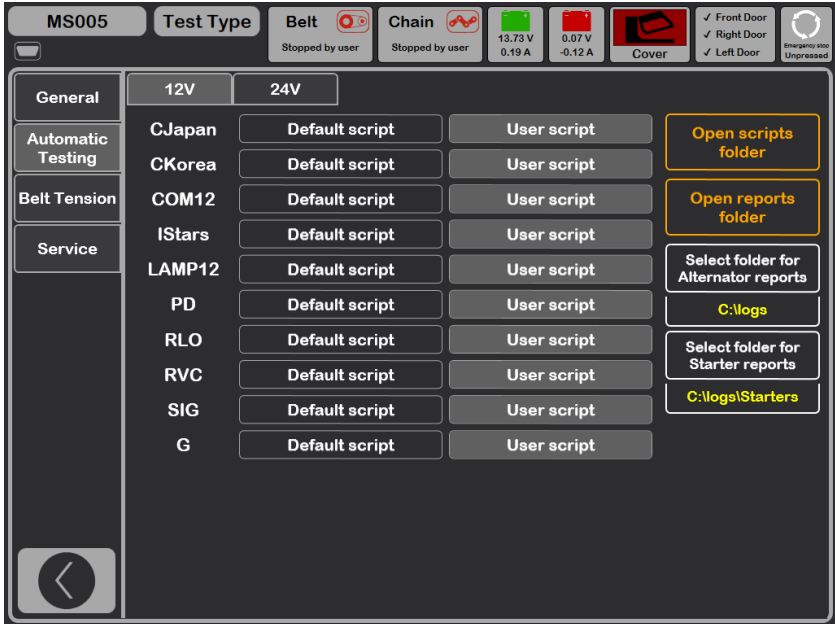 MS005
Test Type
Belt
Stopped by user
Chain
Stopped by user
13.73 V
0.19 A
0.07 V
-0.12 A
Cover
✓ Front Door
✓ Right Door
✓ Left Door
Emergency stop
Unpressed
General
Automatic
Testing
Belt Tension
Service
12V
24V
CJapan
Default script
User script
CKorea
Default script
User script
COM12
Default script
User script
IStars
Default script
User script
LAMP12
Default script
User script
PD
Default script
User script
RLO
Default script
User script
RVC
Default script
User script
SIG
Default script
User script
G
Default script
User script
Open scripts
folder
Open reports
folder
Select folder for
Alternator reports
C:\logs
Select folder for
Starter reports
C:\logs\Starters